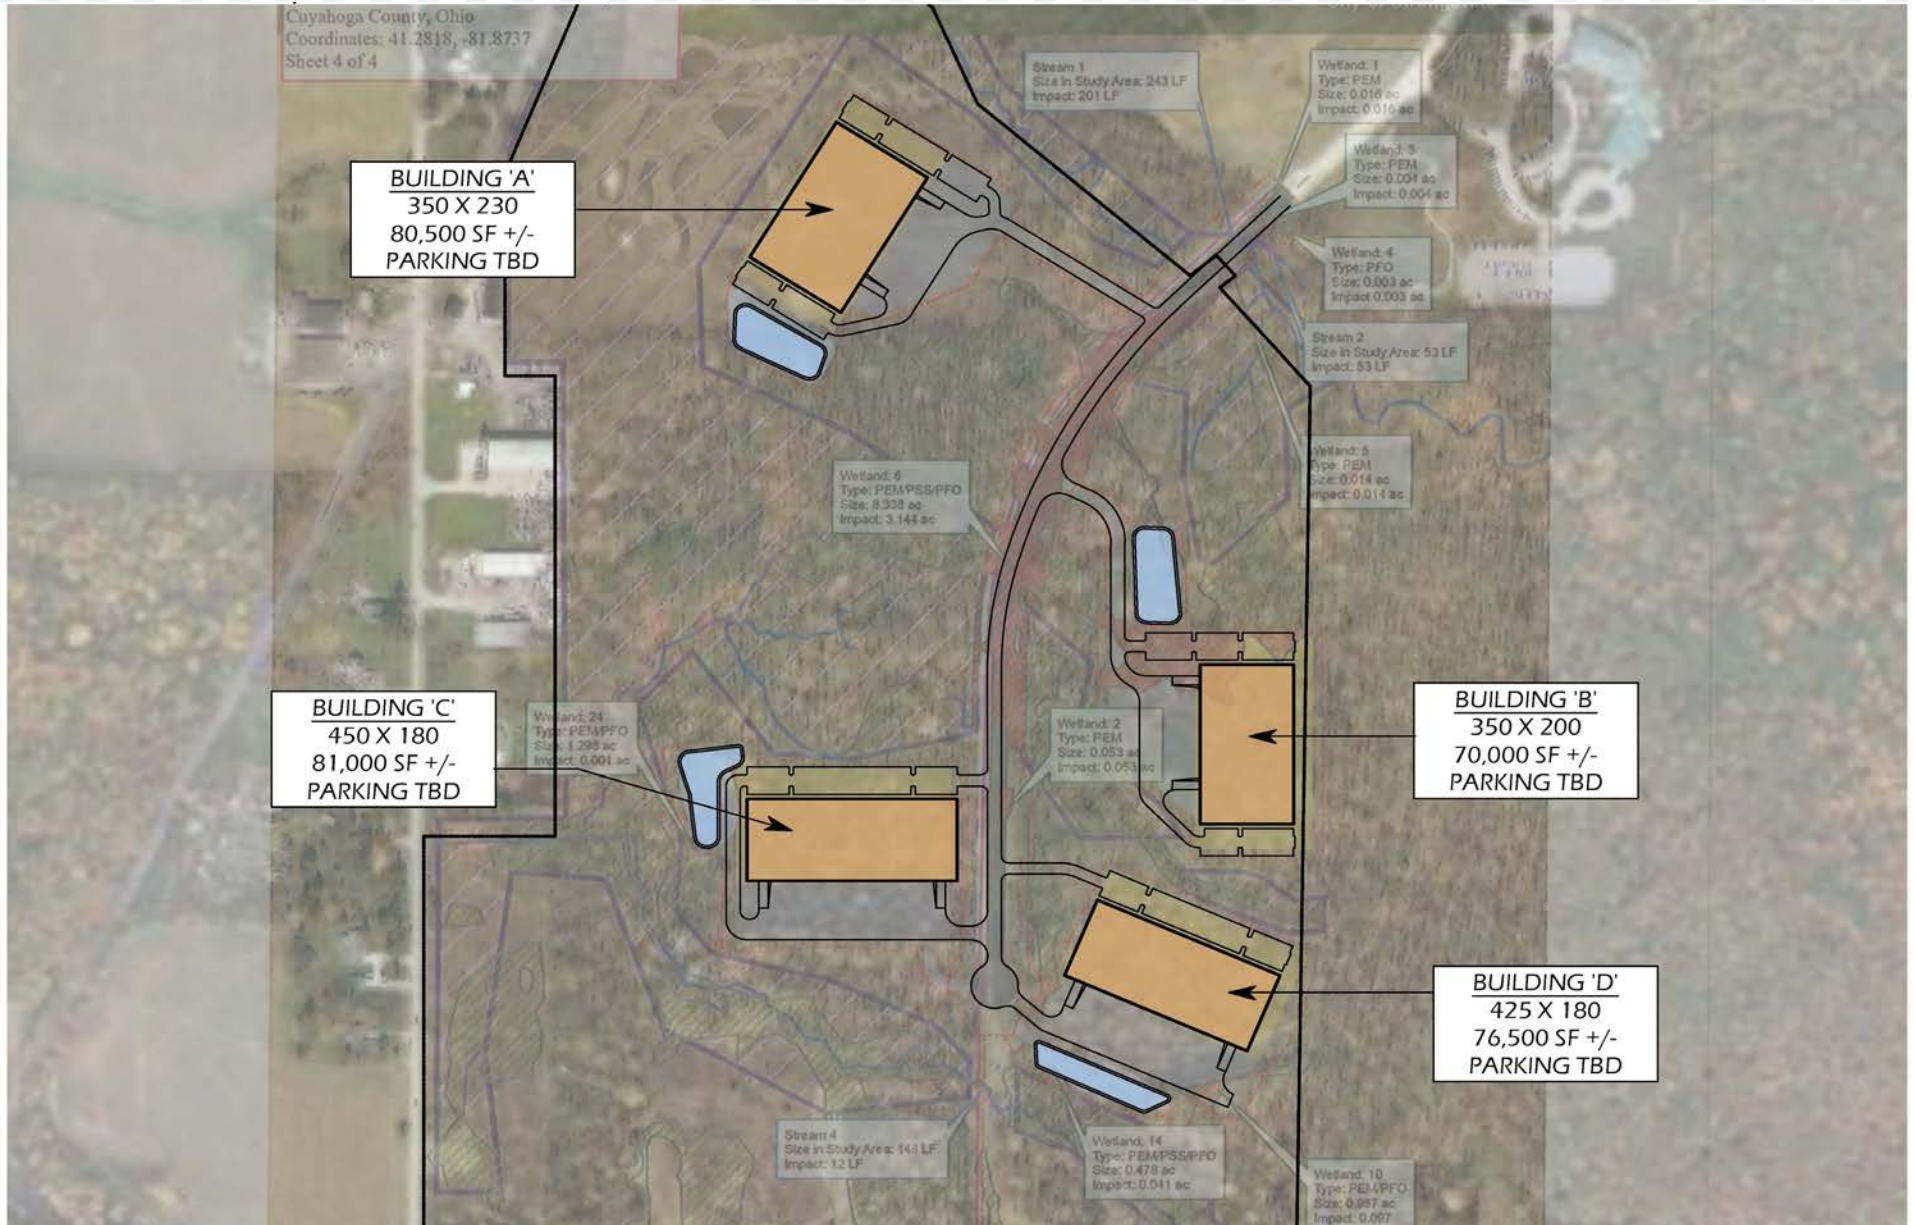 Cuyahoga County, Ohio
Coordinates: 41.2818, -81.8737
Sheet 4 of 4
Stream 1
Size in Study Area: 243 LF
Impact: 201 LF
Wetland: 1
Type: PEM
Size: 0.016 ac
Impact: 0.016 ac
Wetland: 3
Type: PEM
Size: 0.004 ac
Impact: 0.004 ac
BUILDING 'A'
350 X 230
80,500 SF +/-
PARKING TBD
Wetland: 4
Type: PFO
Size: 0.003 ac
Impact 0.003 ac
Stream 2
Size in Study Area: 53 LF
Impact: 53 LF
Wetland: 5
Type: PEM
Size: 0.014 ac
Impact: 0.014 ac
Wetland: 6
Type: PEM/PSS/PFO
Size: 8.338 ac
Impact: 3.144 ac
BUILDING 'C'
450 X 180
81,000 SF +/-
PARKING TBD
Wetland: 24
Type: PEM/PFO
Size: 1.298 ac
Impact: 0.001 ac
Wetland: 2
Type: PEM
Size: 0.053 ac
Impact: 0.053 ac
BUILDING 'B'
350 X 200
70,000 SF +/-
PARKING TBD
BUILDING 'D'
425 X 180
76,500 SF +/-
PARKING TBD
Stream 4
Size in Study Area: 143 LF
Impact: 12 LF
Wetland: 14
Type: PEM/PSS/PFO
Size: 0.478 ac
Impact: 0.041 ac
Wetland: 10
Type: PEM/PFO
Size: 0.987 ac
Impact: 0.097